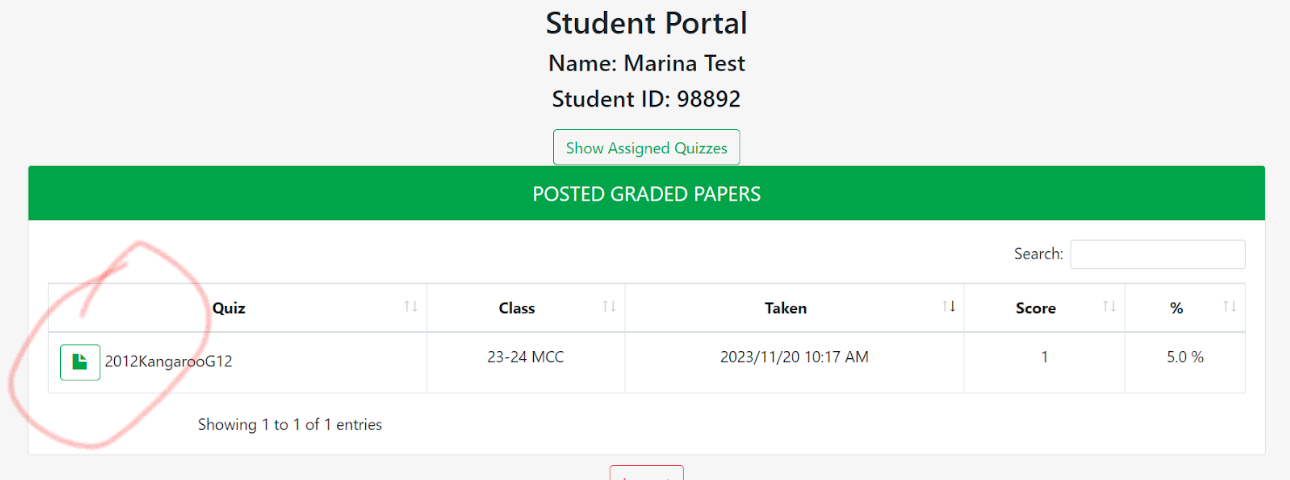 Student Portal
Name: Marina Test
Student ID: 98892
Show Assigned Quizzes
POSTED GRADED PAPERS
Search:
Quiz Class Taken Score %
2012KangarooG12 23-24 MCC 2023/11/20 10:17 AM 1 5.0 %
Showing 1 to 1 of 1 entries